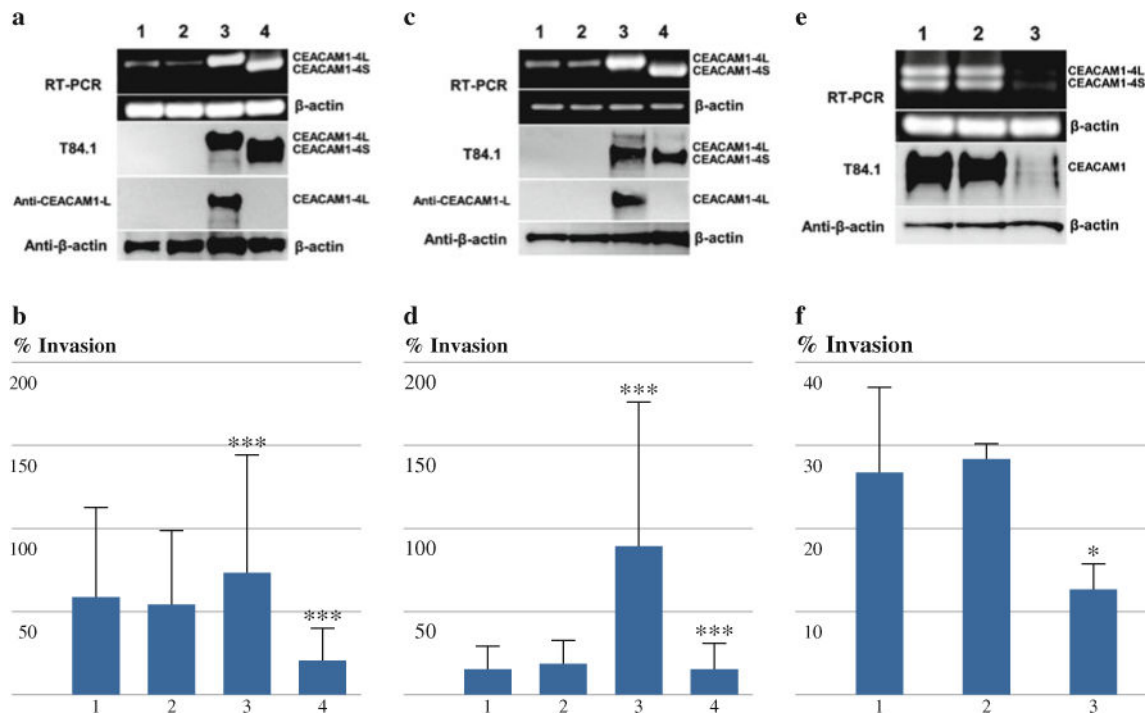 a
1 2 3 4
CEACAM1-4L
CEACAM1-4S
RT-PCR
β-actin
T84.1
CEACAM1-4L
CEACAM1-4S
Anti-CEACAM1-L
CEACAM1-4L
Anti-β-actin
β-actin
c
1 2 3 4
CEACAM1-4L
CEACAM1-4S
RT-PCR
β-actin
T84.1
CEACAM1-4L
CEACAM1-4S
Anti-CEACAM1-L
CEACAM1-4L
Anti-β-actin
β-actin
e
1 2 3
CEACAM1-4L
CEACAM1-4S
RT-PCR
β-actin
T84.1
CEACAM1
Anti-β-actin
β-actin
b
% Invasion
200
150
100
50
***
***
1 2 3 4
d
% Invasion
200
150
100
50
***
***
1 2 3 4
f
% Invasion
40
30
20
10
*
1 2 3